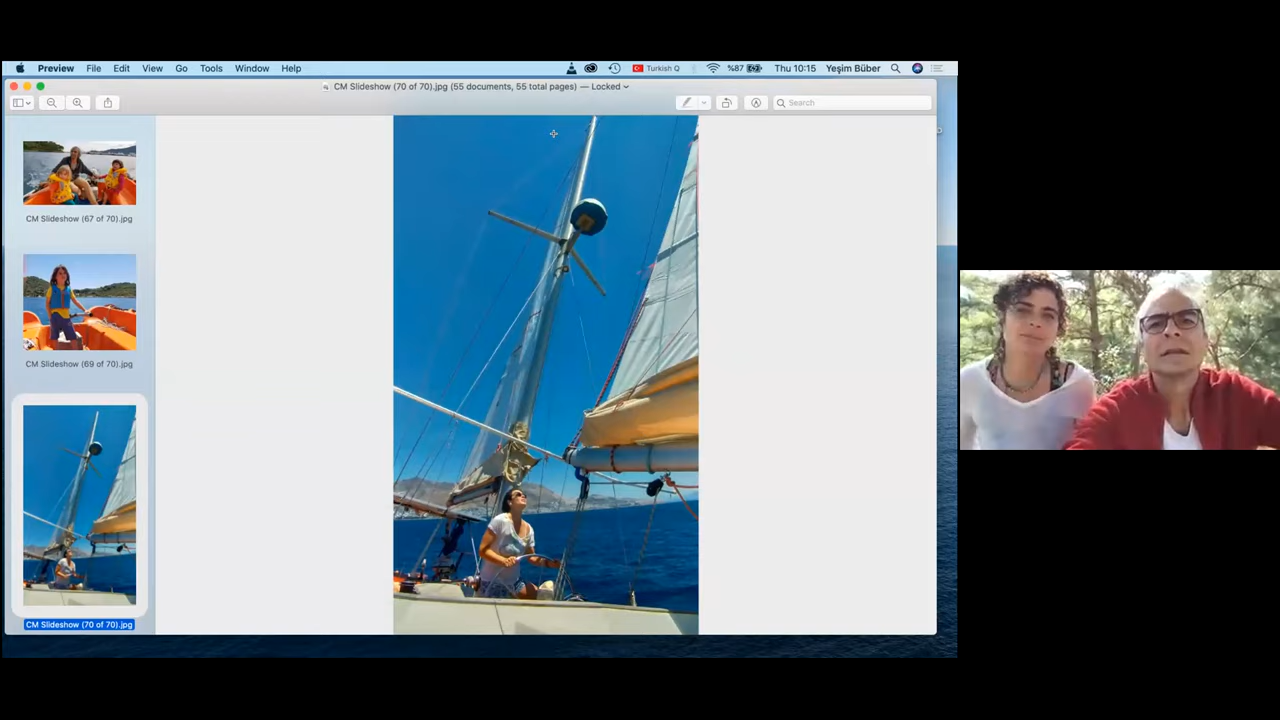 Preview File Edit View Go Tools Window Help Turkish Q %87 Thu 10:15 Yeşim Büber
CM Slideshow (70 of 70).jpg (55 documents, 55 total pages) — Locked
Search
CM Slideshow (67 of 70).jpg
CM Slideshow (69 of 70).jpg
CM Slideshow (70 of 70).jpg